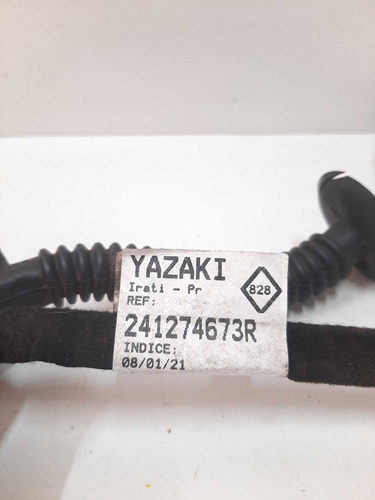 YAZAKI
Irati - Pr
828
REF:
241274673R
INDICE:
08/01/21